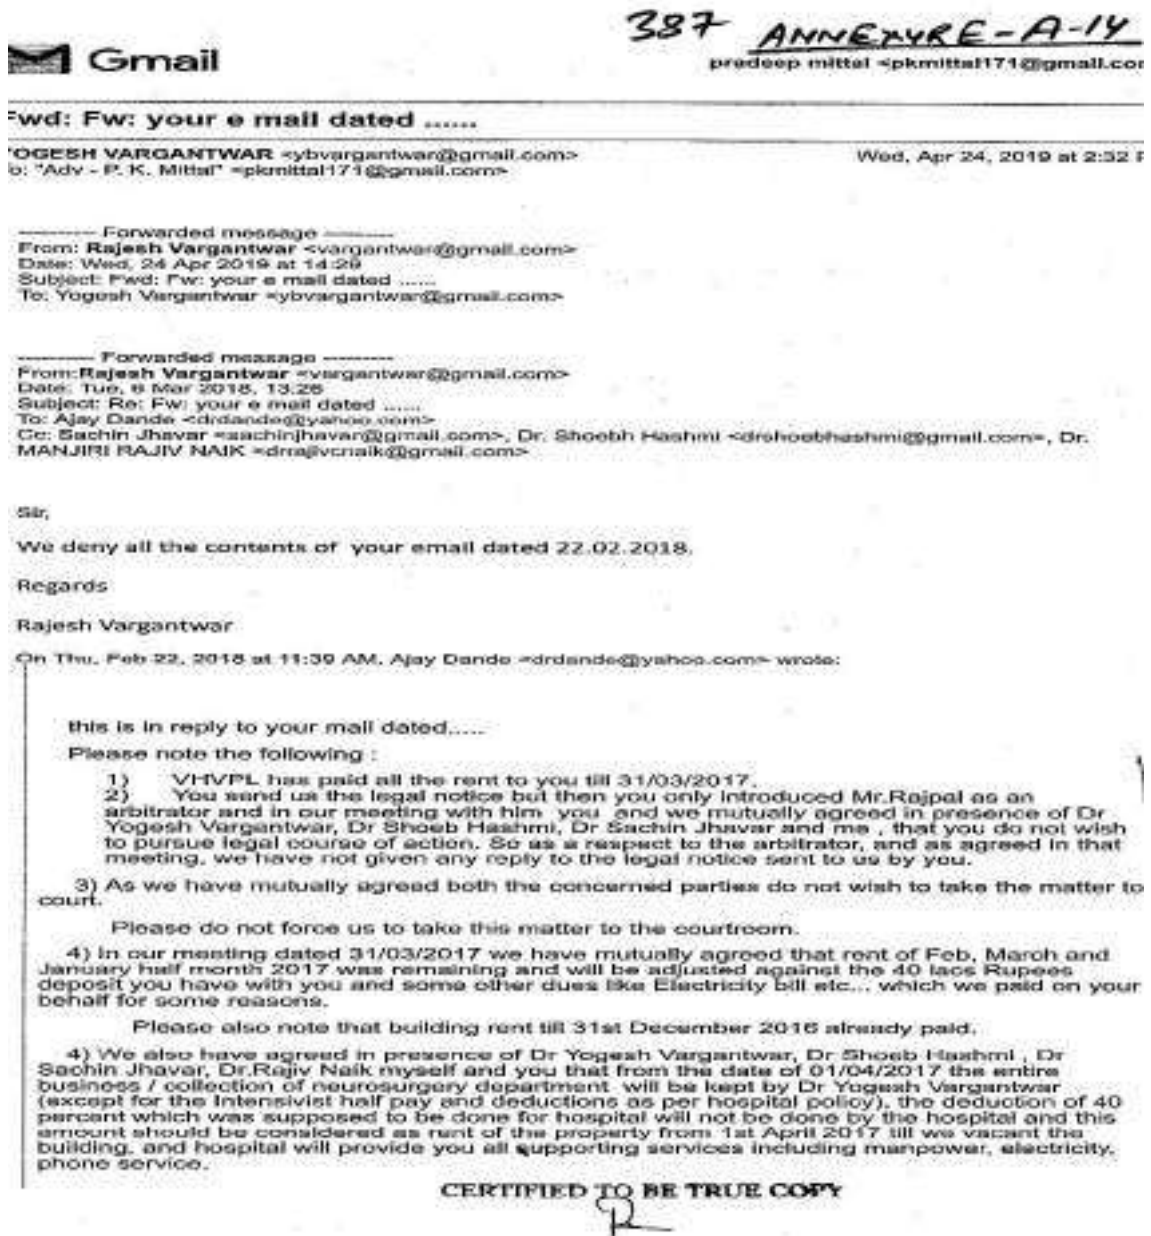 387 ANNEXURE-A-14
Gmail
pradeep mittal <pkmittal171@gmail.com
Fwd: Fw: your e mail dated ......
YOGESH VARGANTWAR <ybvargantwar@gmail.com>
Wed, Apr 24, 2019 at 2:32 P
To: "Adv - P. K. Mittal" <pkmittal171@gmail.com>
---------- Forwarded message ---------
From: Rajesh Vargantwar <vargantwar@gmail.com>
Date: Wed, 24 Apr 2019 at 14:29
Subject: Fwd: Fw: your e mail dated ......
To: Yogesh Vargantwar <ybvargantwar@gmail.com>
---------- Forwarded message ---------
From:Rajesh Vargantwar <vargantwar@gmail.com>
Date: Tue, 6 Mar 2018, 13:26
Subject: Re: Fw: your e mail dated ......
To: Ajay Dande <drdande@yahoo.com>
Cc: Sachin Jhavar <sachinjhavar@gmail.com>, Dr. Shoebh Hashmi <drshoebhashmi@gmail.com>, Dr.
MANJIRI RAJIV NAIK <drrajivcnaik@gmail.com>
Sir,
We deny all the contents of your email dated 22.02.2018.
Regards
Rajesh Vargantwar
On Thu, Feb 22, 2018 at 11:39 AM, Ajay Dande <drdande@yahoo.com> wrote:
this is in reply to your mail dated.....
Please note the following :
1) VHVPL has paid all the rent to you till 31/03/2017.
2) You send us the legal notice but then you only introduced Mr.Rajpal as an
arbitrator and in our meeting with him you and we mutually agreed in presence of Dr
Yogesh Vargantwar, Dr Shoeb Hashmi, Dr Sachin Jhavar and me , that you do not wish
to pursue legal course of action. So as a respect to the arbitrator, and as agreed in that
meeting, we have not given any reply to the legal notice sent to us by you.
3) As we have mutually agreed both the concerned parties do not wish to take the matter to
court.
Please do not force us to take this matter to the courtroom.
4) In our meeting dated 31/03/2017 we have mutually agreed that rent of Feb, March and
January half month 2017 was remaining and will be adjusted against the 40 lacs Rupees
deposit you have with you and some other dues like Electricity bill etc... which we paid on your
behalf for some reasons.
Please also note that building rent till 31st December 2016 already paid.
4) We also have agreed in presence of Dr Yogesh Vargantwar, Dr Shoeb Hashmi , Dr
Sachin Jhavar, Dr.Rajiv Naik myself and you that from the date of 01/04/2017 the entire
business / collection of neurosurgery department will be kept by Dr Yogesh Vargantwar
(except for the Intensivist half pay and deductions as per hospital policy), the deduction of 40
percent which was supposed to be done for hospital will not be done by the hospital and this
amount should be considered as rent of the property from 1st April 2017 till we vacant the
building, and hospital will provide you all supporting services including manpower, electricity,
phone service.
CERTIFIED TO BE TRUE COPY